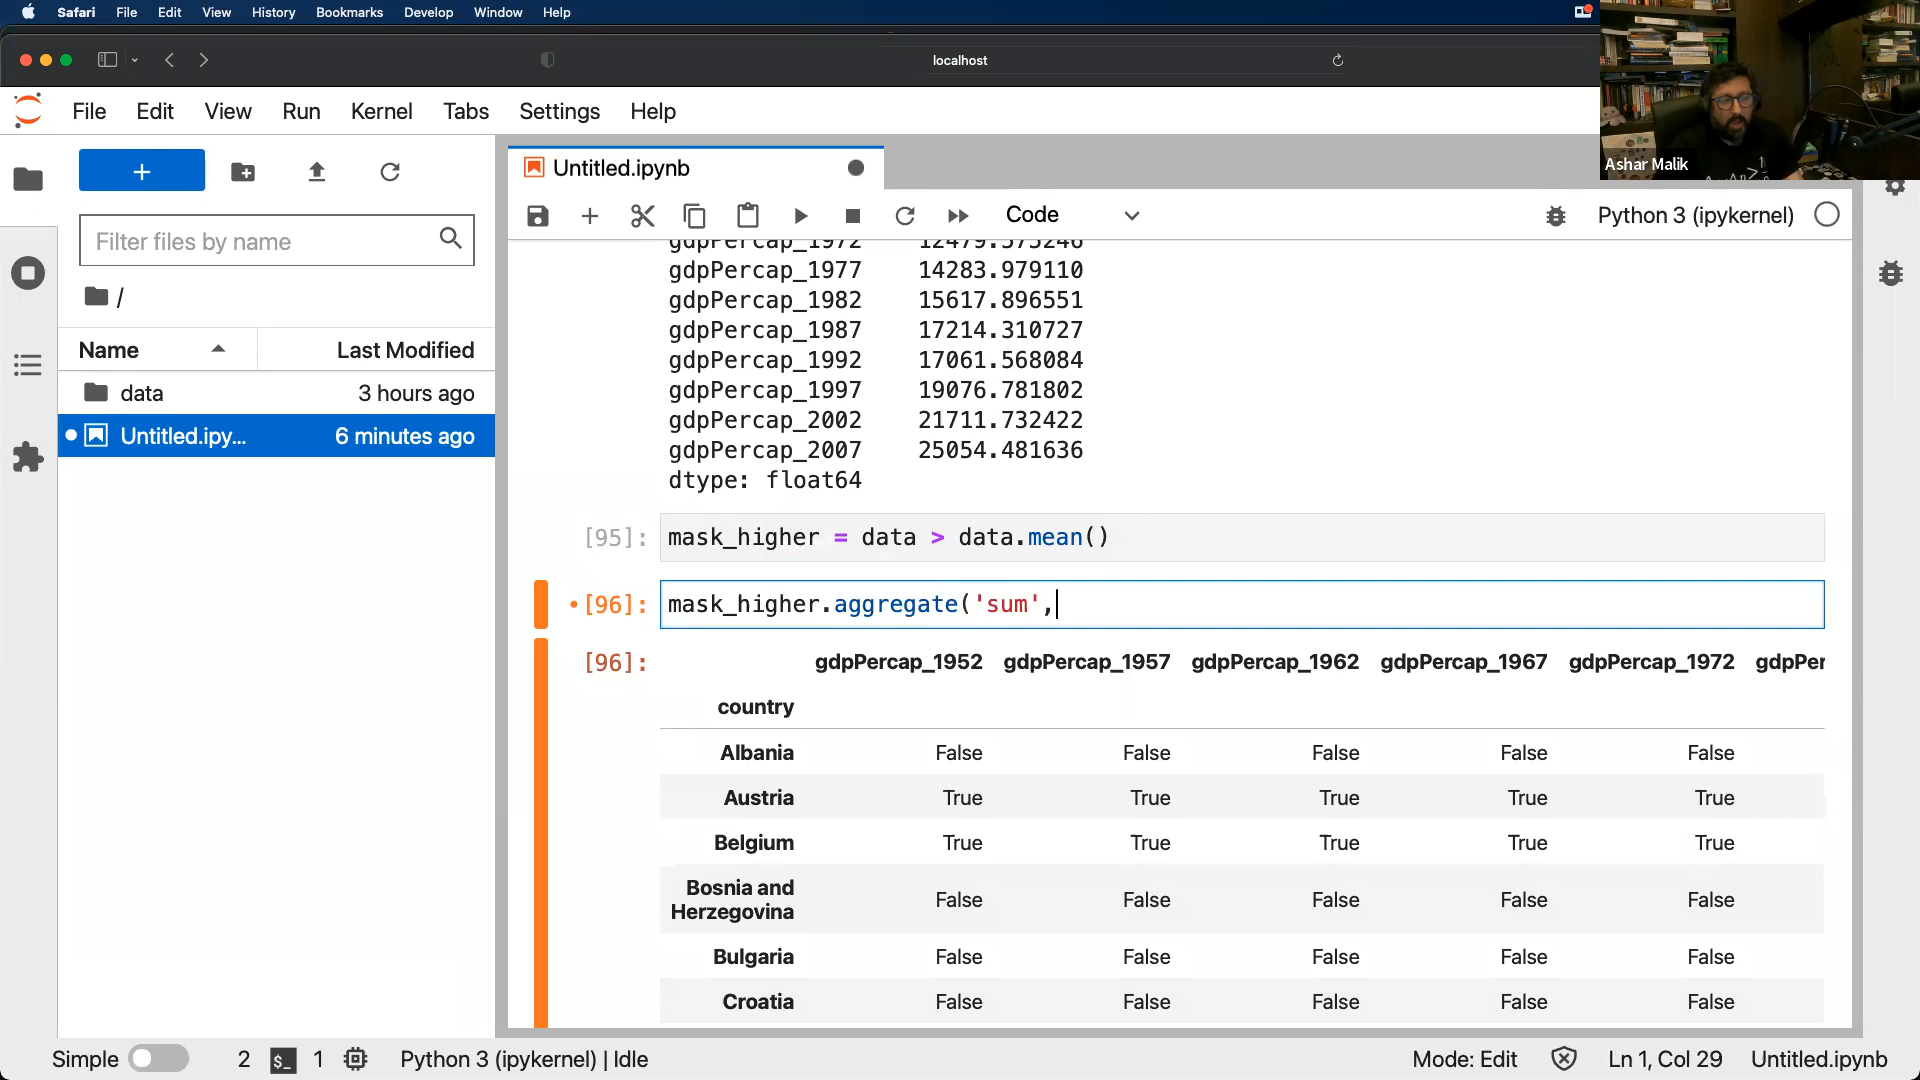 Safari File Edit View History Bookmarks Develop Window Help
localhost
Ashar Malik
File Edit View Run Kernel Tabs Settings Help
Untitled.ipynb
Code
Python 3 (ipykernel)
Filter files by name
/
Name Last Modified
data 3 hours ago
Untitled.ipy... 6 minutes ago
gdpPercap_1972 12479.575246
gdpPercap_1977 14283.979110
gdpPercap_1982 15617.896551
gdpPercap_1987 17214.310727
gdpPercap_1992 17061.568084
gdpPercap_1997 19076.781802
gdpPercap_2002 21711.732422
gdpPercap_2007 25054.481636
dtype: float64
[95]: mask_higher = data > data.mean()
[96]: mask_higher.aggregate('sum',
[96]: gdpPercap_1952 gdpPercap_1957 gdpPercap_1962 gdpPercap_1967 gdpPercap_1972 gdpPer
country
Albania False False False False False
Austria True True True True True
Belgium True True True True True
Bosnia and
Herzegovina False False False False False
Bulgaria False False False False False
Croatia False False False False False
Simple 2 $_ 1 Python 3 (ipykernel) | Idle Mode: Edit Ln 1, Col 29 Untitled.ipynb